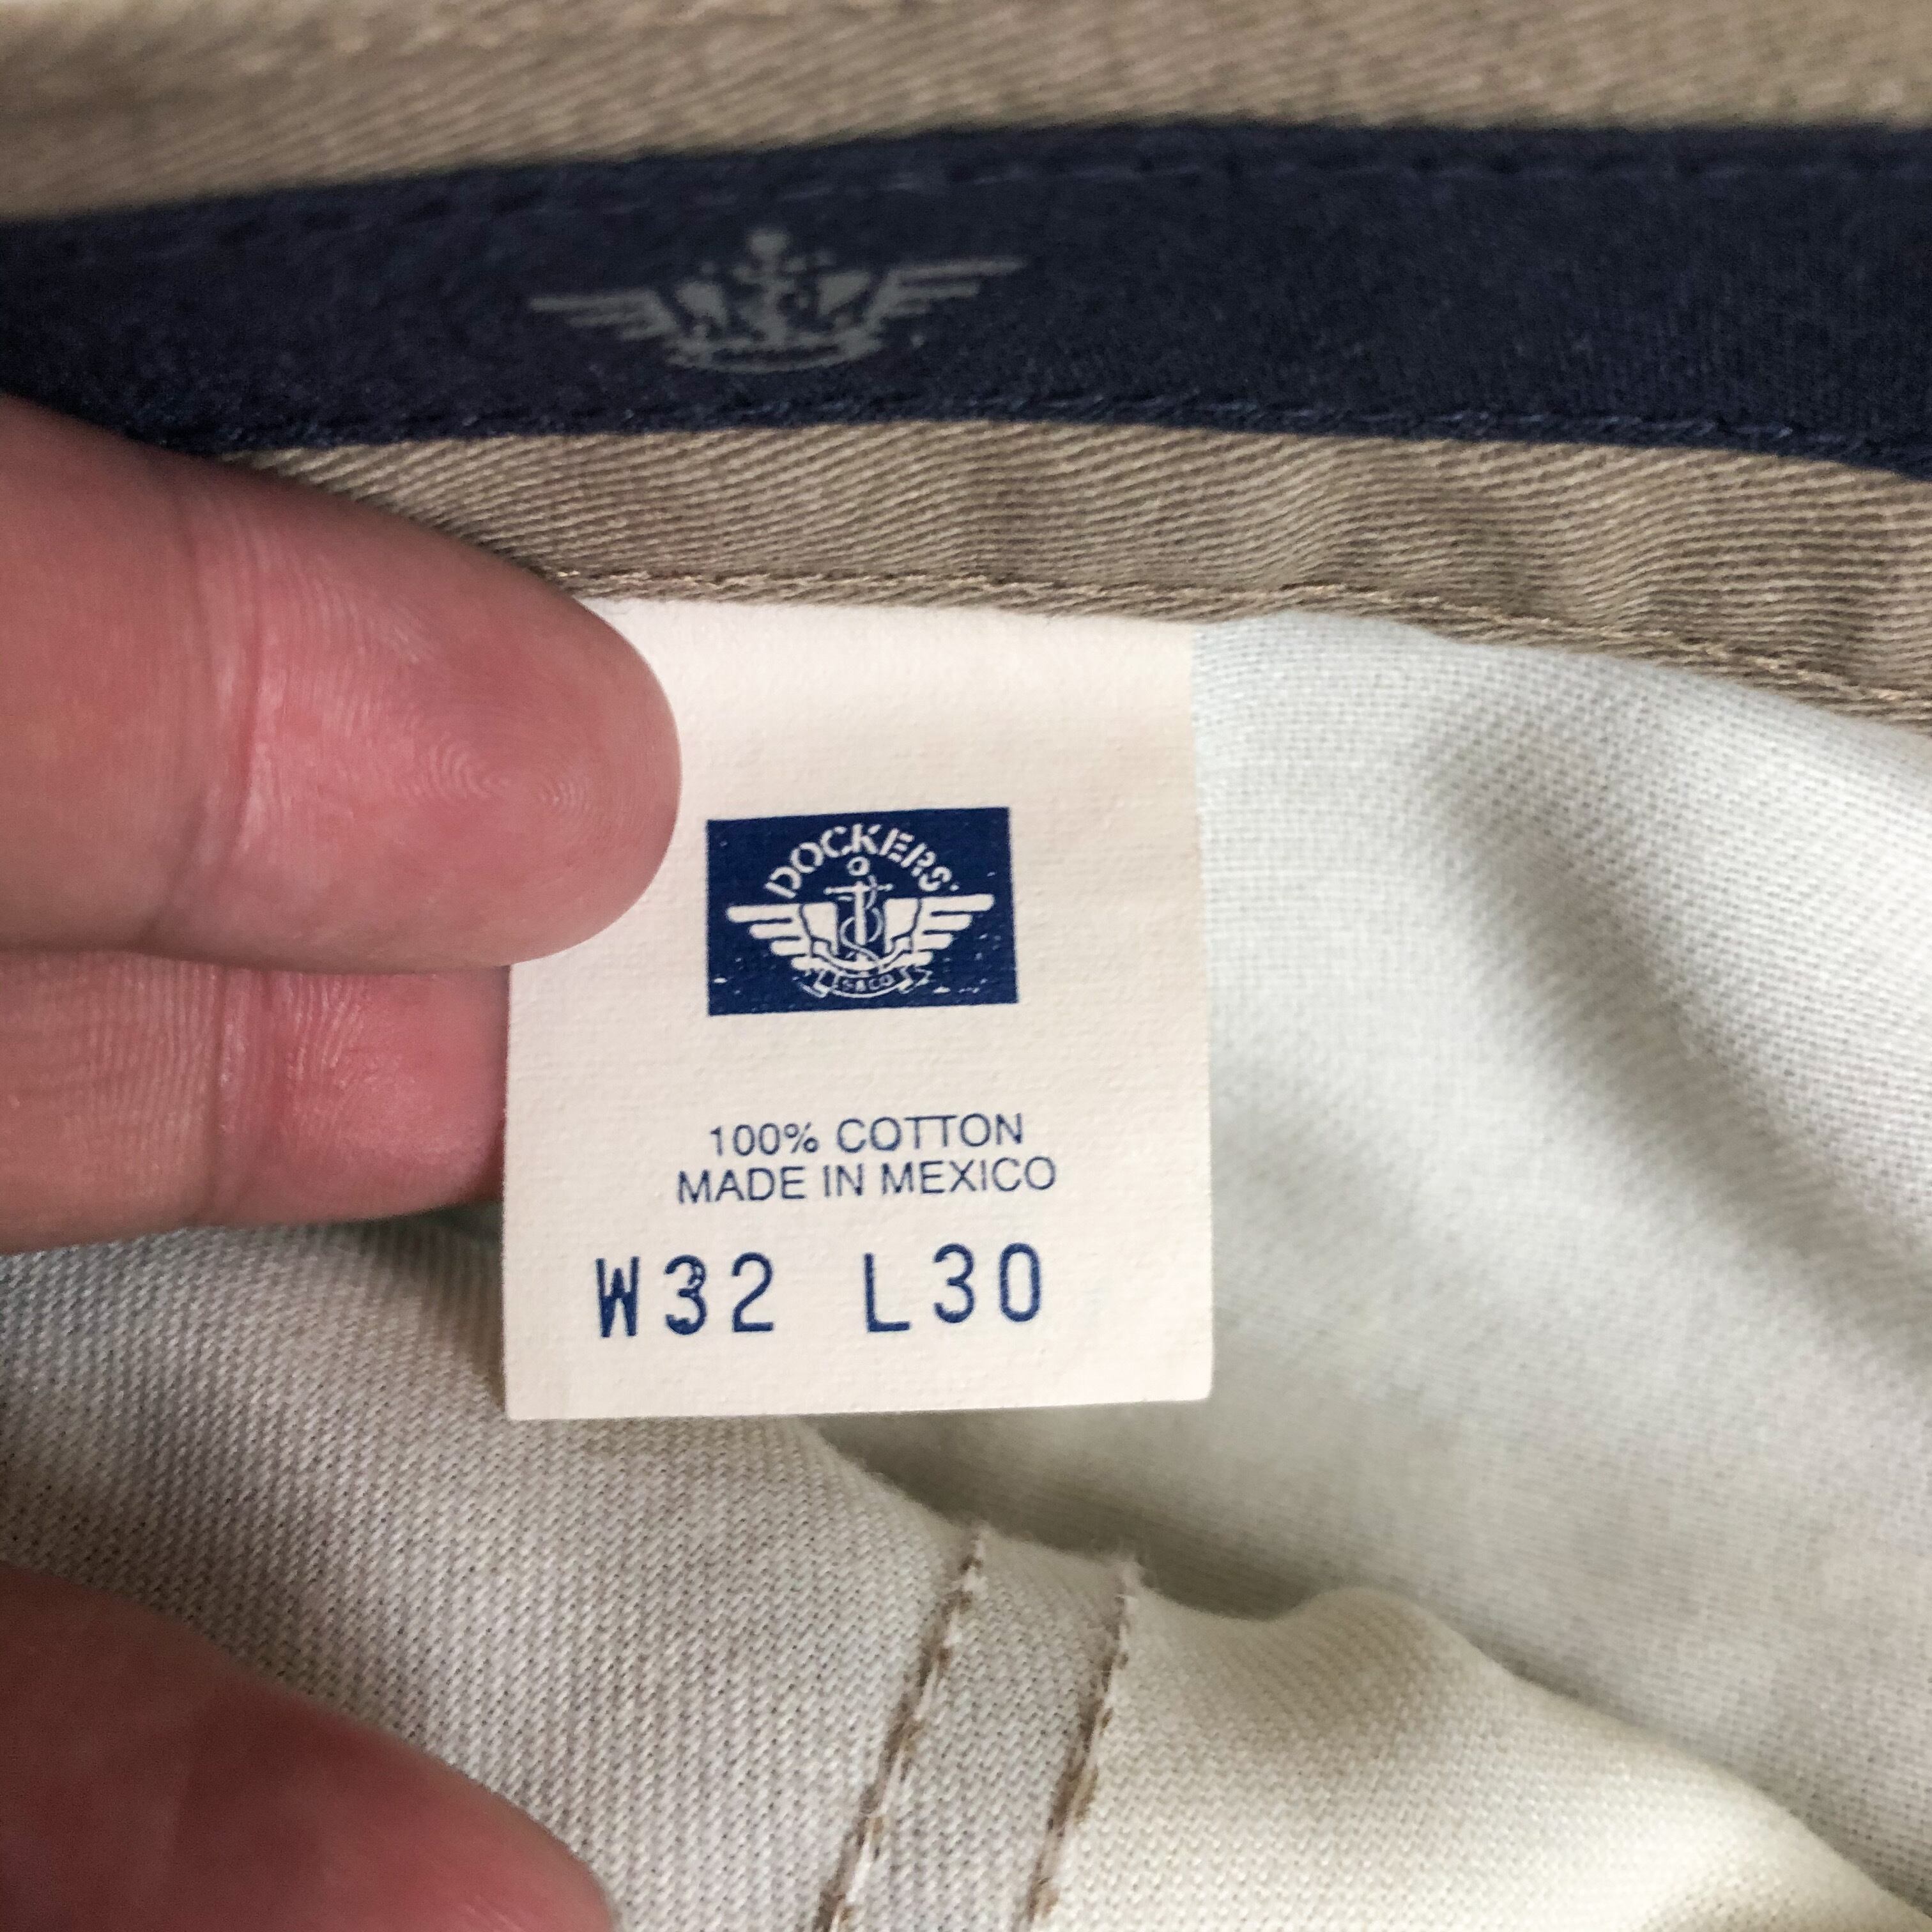 DOCKERS
LS&CO
100% COTTON
MADE IN MEXICO
W32 L30